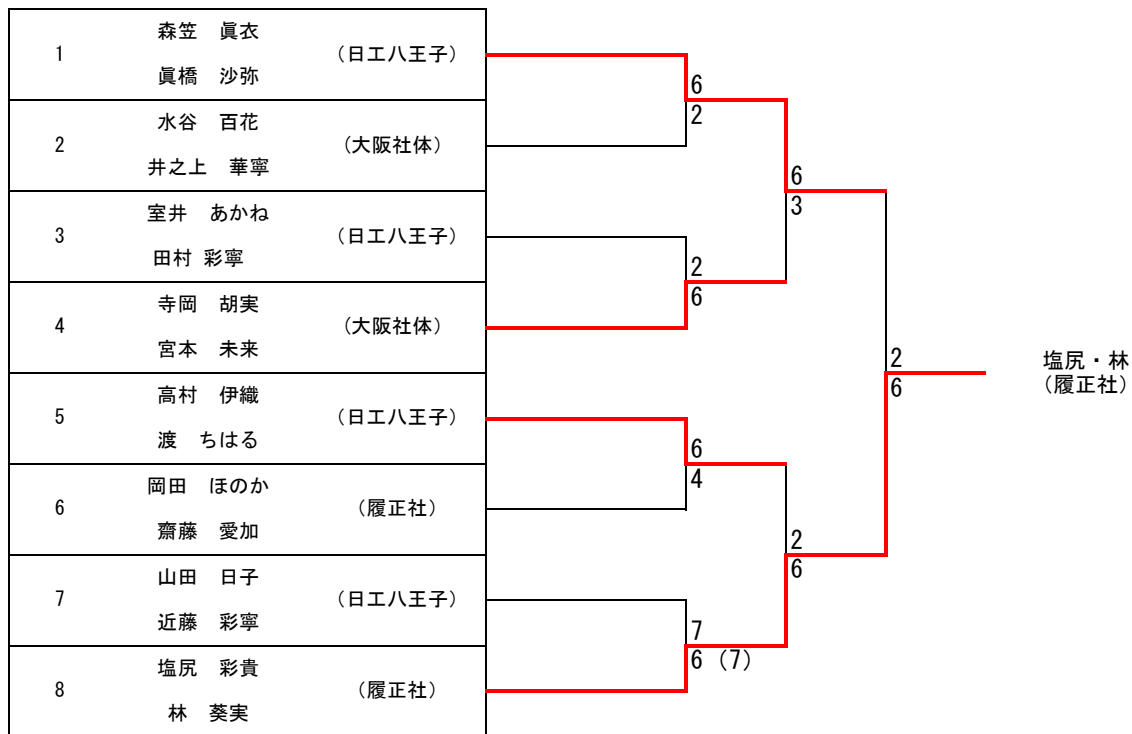 森笠 眞衣
1 (日工八王子)
眞橋 沙弥
6
水谷 百花
2
2 (大阪社体)
井之上 華寧
6
室井 あかね
3
3 (日工八王子)
田村 彩寧
2
寺岡 胡実
6
4 (大阪社体)
宮本 未来
2
塩尻・林
(履正社)
6
高村 伊織
5 (日工八王子)
渡 ちはる
6
岡田 ほのか
4
6 (履正社)
齋藤 愛加
2
6
山田 日子
7 (日工八王子)
近藤 彩寧
7
6 (7)
塩尻 彩貴
8 (履正社)
林 葵実